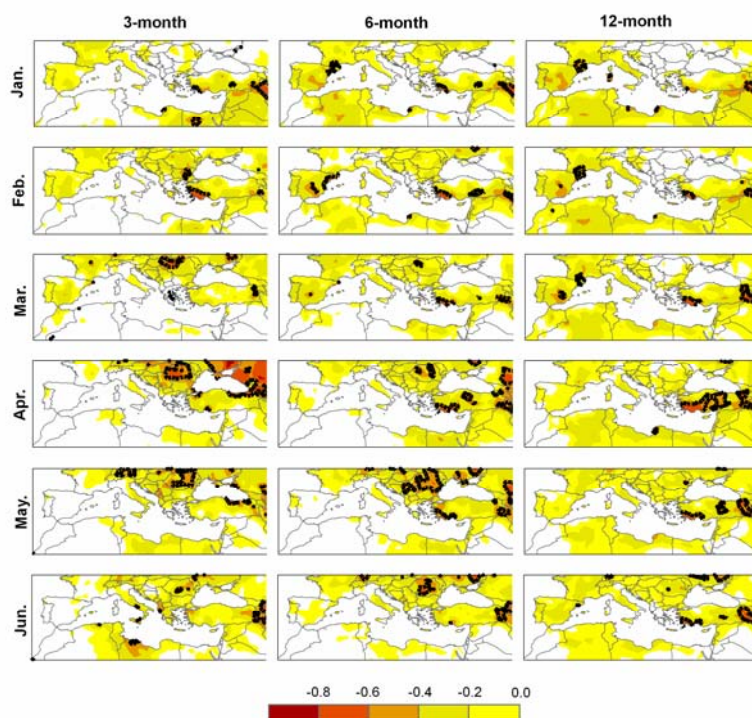 3-month 6-month 12-month
Jan.
Feb.
Mar.
Apr.
May.
Jun.
-0.8 -0.6 -0.4 -0.2 0.0